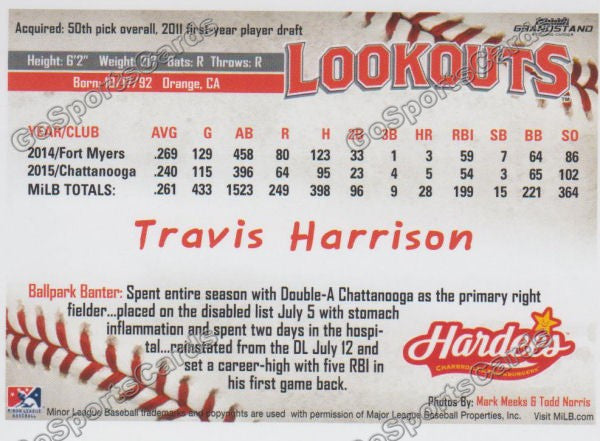 Acquired: 50th pick overall, 2011 first-year player draft
GRANDSTAND
Height: 6'2" Weight: Bats: R Throws: R
Born: Orange, CA
LOOKOUTS
TM
YEAR/CLUB AVG G AB R H 2B 3B HR RBI SB BB SO
2014/Fort Myers .269 129 458 80 123 33 1 3 59 7 64 86
2015/Chattanooga .240 115 396 64 95 23 4 5 54 3 65 102
MiLB TOTALS: .261 433 1523 249 398 96 9 28 199 15 221 364
Travis Harrison
Ballpark Banter: Spent entire season with Double-A Chattanooga as the primary right
fielder...placed on the disabled list July 5 with stomach
inflammation and spent two days in the hospi-
tal...reinstated from the DL July 12 and
set a career-high with five RBI in
his first game back.
Hardee's
CHARBROILED THICKBURGERS
MINOR LEAGUE
BASEBALL
Photos By: Mark Meeks & Todd Norris
Minor League Baseball trademarks and copyrights are used with permission of Major League Baseball Properties, Inc. Visit MiLB.com
GoSportsCards